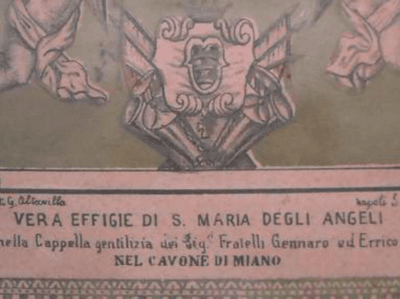 G. Altavilla napoli
VERA EFFIGIE DI S. MARIA DEGLI ANGELI
nella Cappella gentilizia dei Sig.ri Fratelli Gennaro ed Errico
NEL CAVONE DI MIANO